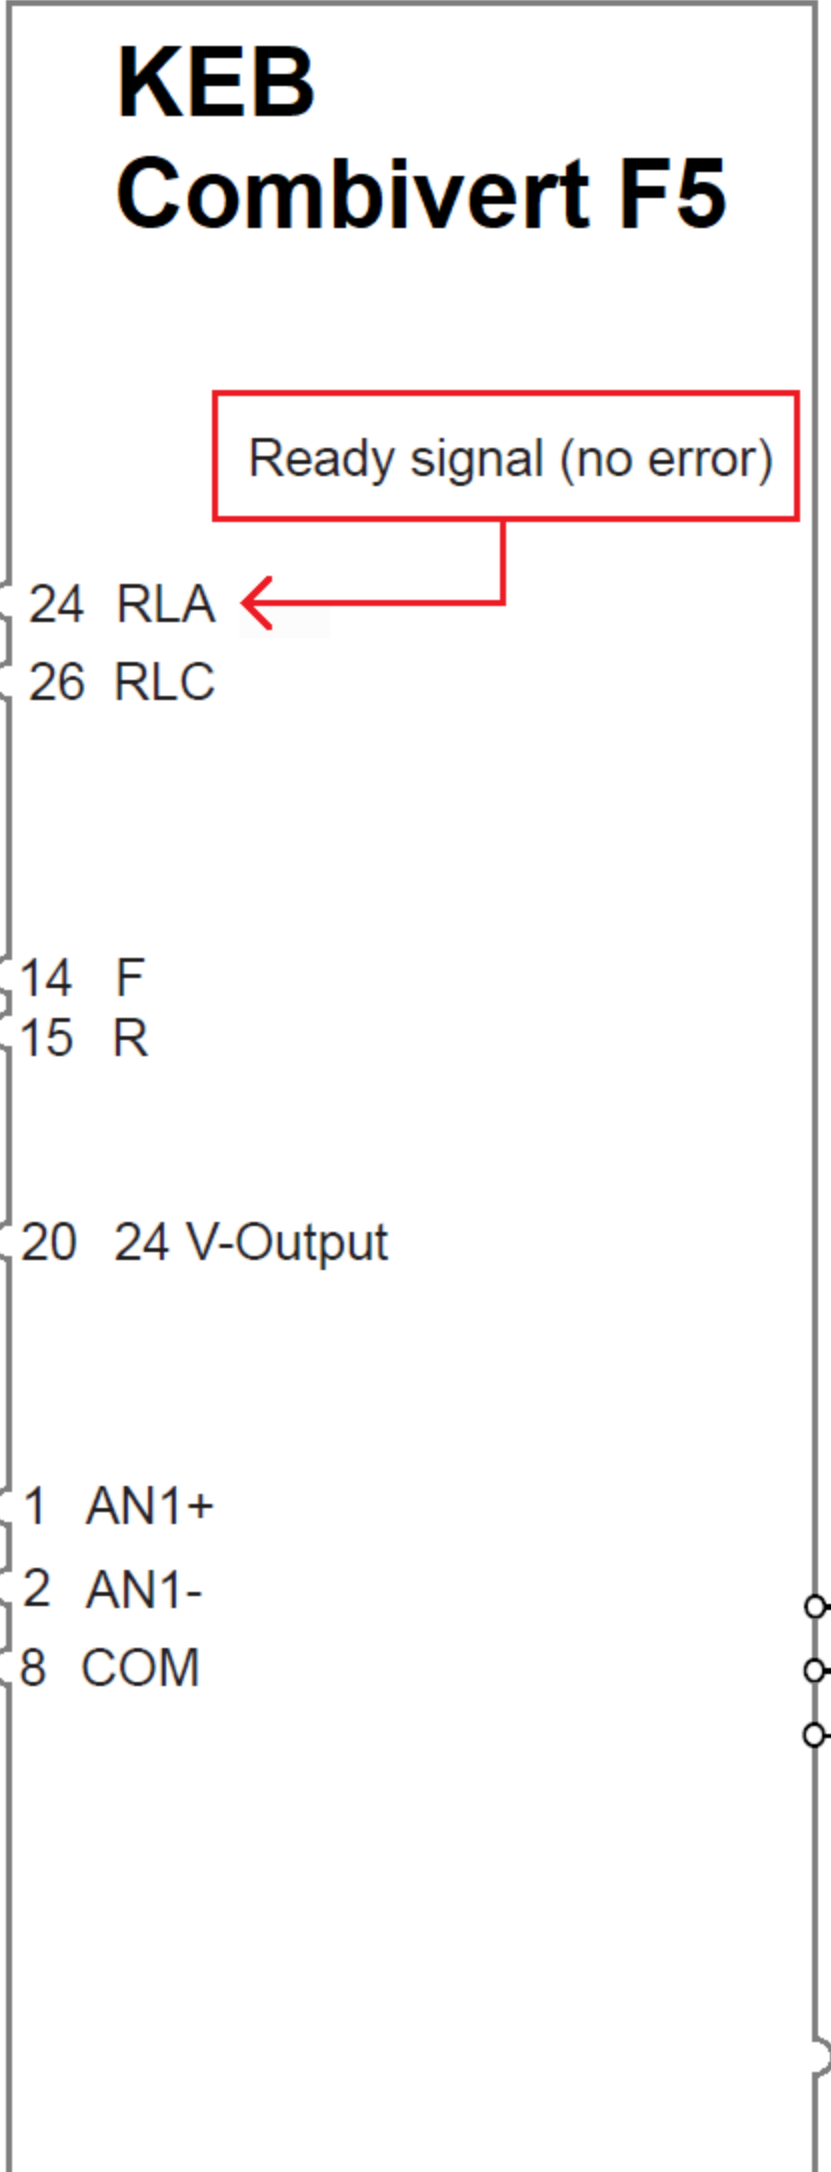 KEB
Combivert F5
Ready signal (no error)
24 RLA
26 RLC
14 F
15 R
20 24 V-Output
1 AN1+
2 AN1-
8 COM